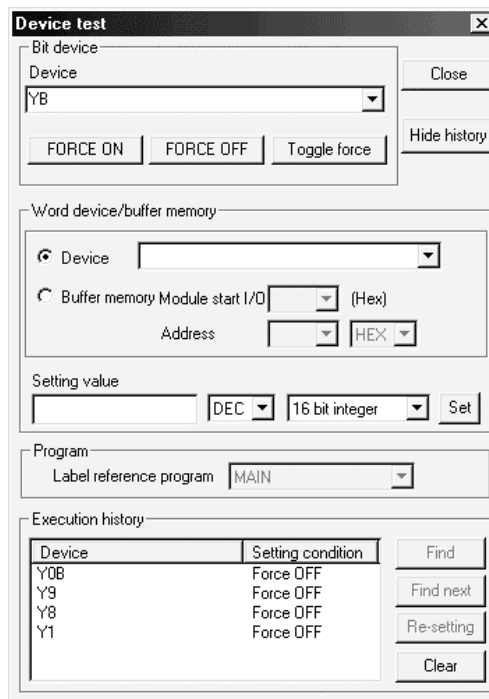 Device test
Bit device
Device
Close
YB
FORCE ON
FORCE OFF
Toggle force
Hide history
Word device/buffer memory
Device
Buffer memory Module start I/O
(Hex)
Address
HEX
Setting value
DEC
16 bit integer
Set
Program
Label reference program
MAIN
Execution history
Device Setting condition
Find
Y0B Force OFF
Y9 Force OFF
Find next
Y8 Force OFF
Y1 Force OFF
Re-setting
Clear